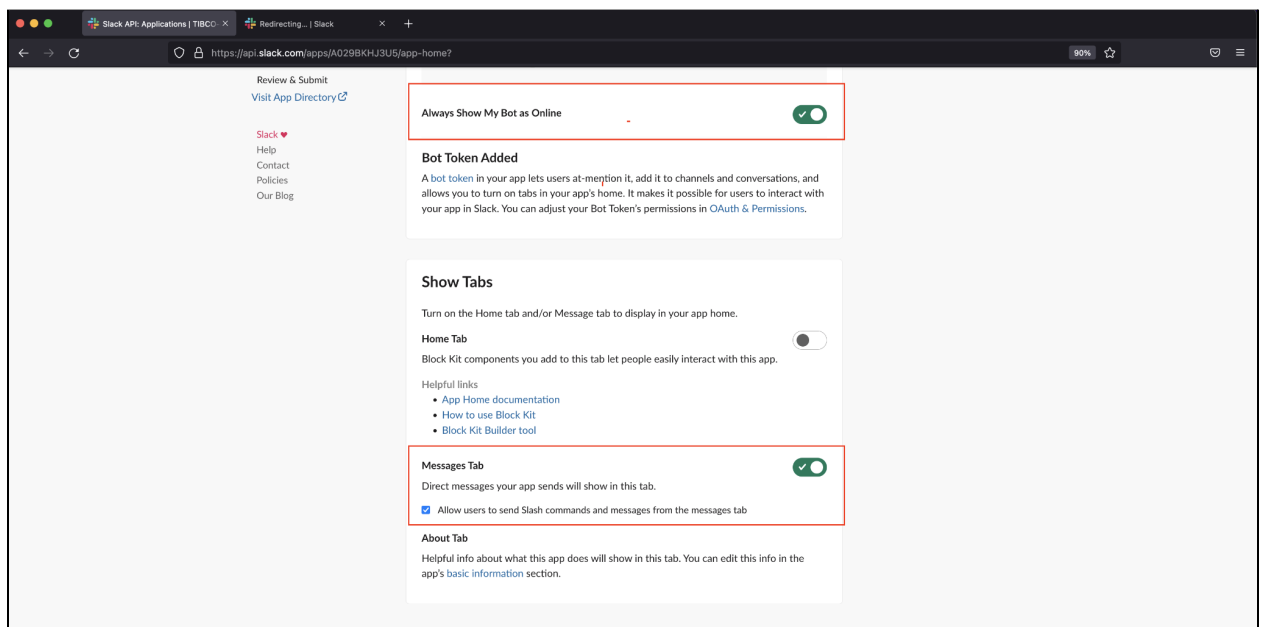 Slack API: Applications | TIBCO
Redirecting... | Slack
https://api.slack.com/apps/A029BKHJ3U5/app-home?
90%
Review & Submit
Visit App Directory
Slack
Help
Contact
Policies
Our Blog
Always Show My Bot as Online
Bot Token Added
A bot token in your app lets users at-mention it, add it to channels and conversations, and
allows you to turn on tabs in your app's home. It makes it possible for users to interact with
your app in Slack. You can adjust your Bot Token's permissions in OAuth & Permissions.
Show Tabs
Turn on the Home tab and/or Message tab to display in your app home.
Home Tab
Block Kit components you add to this tab let people easily interact with this app.
Helpful links
• App Home documentation
• How to use Block Kit
• Block Kit Builder tool
Messages Tab
Direct messages your app sends will show in this tab.
Allow users to send Slash commands and messages from the messages tab
About Tab
Helpful info about what this app does will show in this tab. You can edit this info in the
app's basic information section.